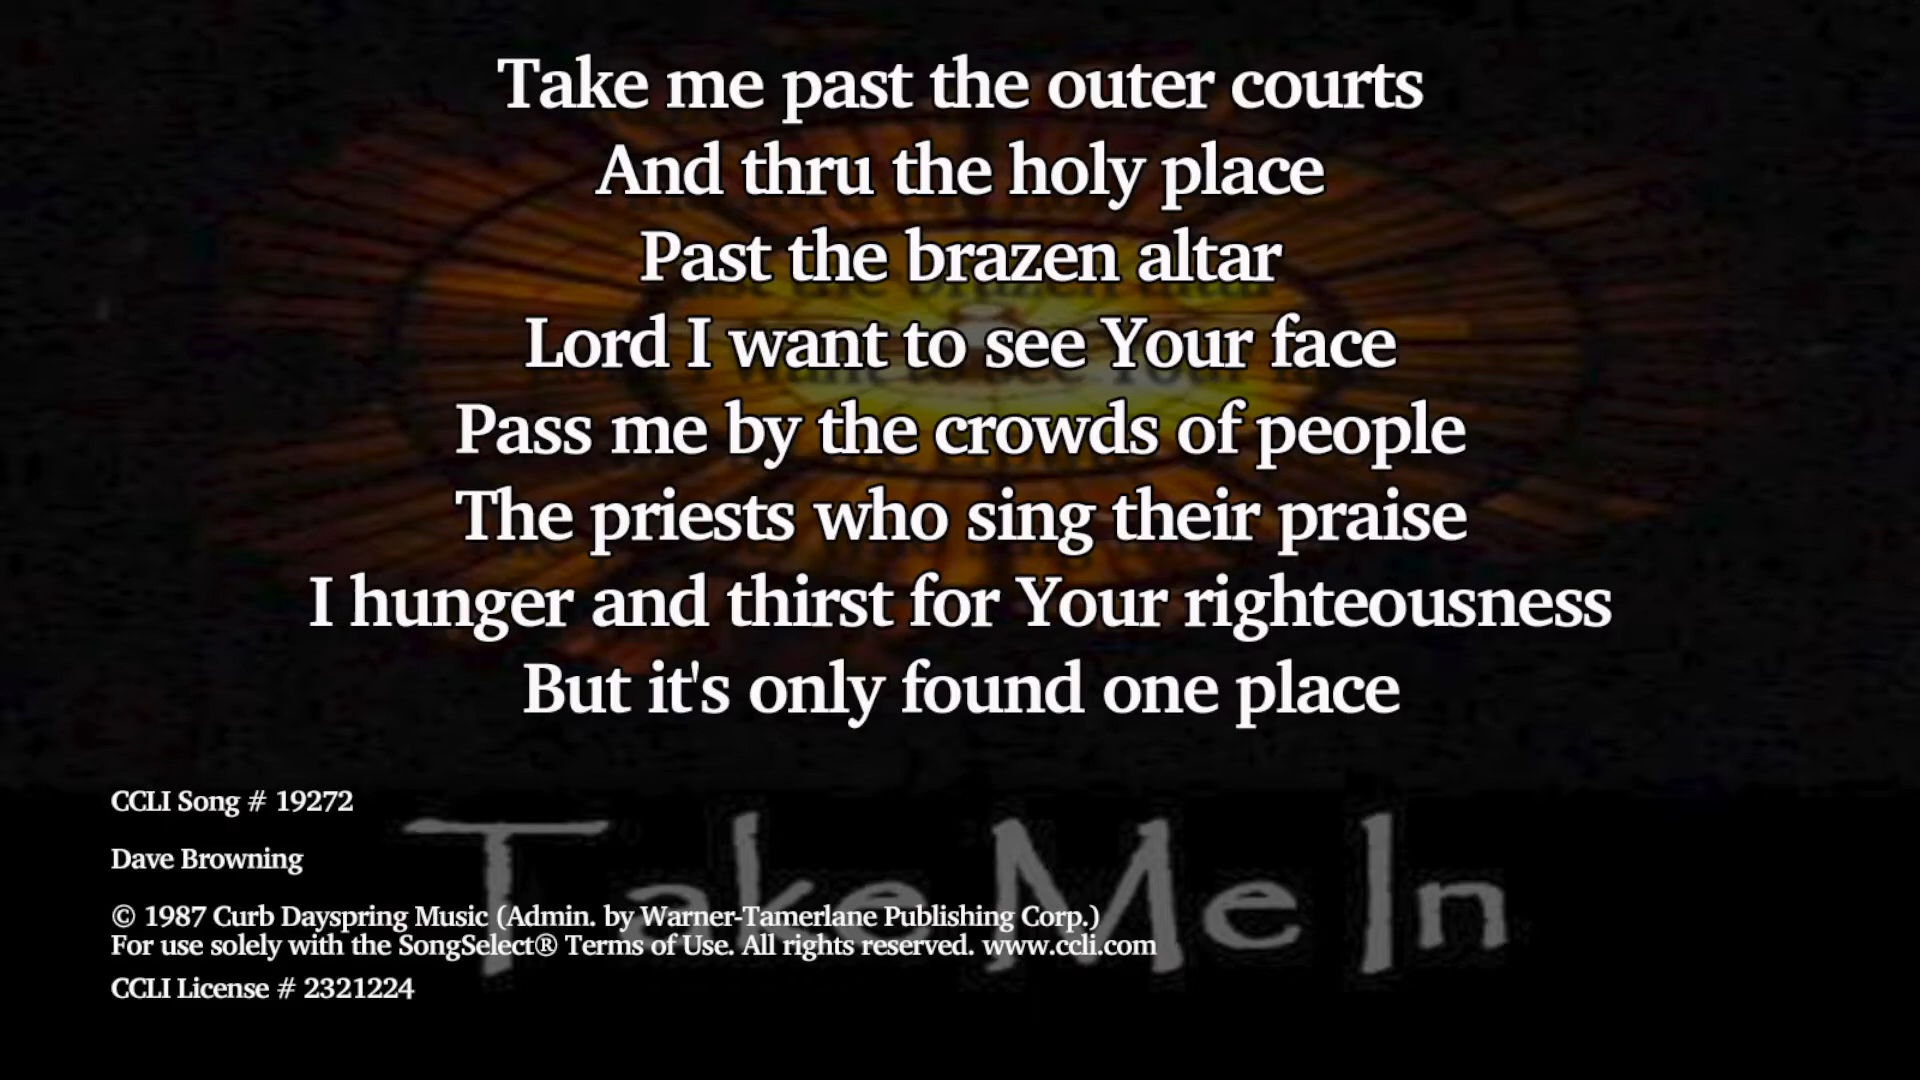 Take me past the outer courts
And thru the holy place
Past the brazen altar
Lord I want to see Your face
Pass me by the crowds of people
The priests who sing their praise
I hunger and thirst for Your righteousness
But it's only found one place
CCLI Song # 19272
Dave Browning
© 1987 Curb Dayspring Music (Admin. by Warner-Tamerlane Publishing Corp.)
For use solely with the SongSelect® Terms of Use. All rights reserved. www.ccli.com
CCLI License # 2321224
Take Me In